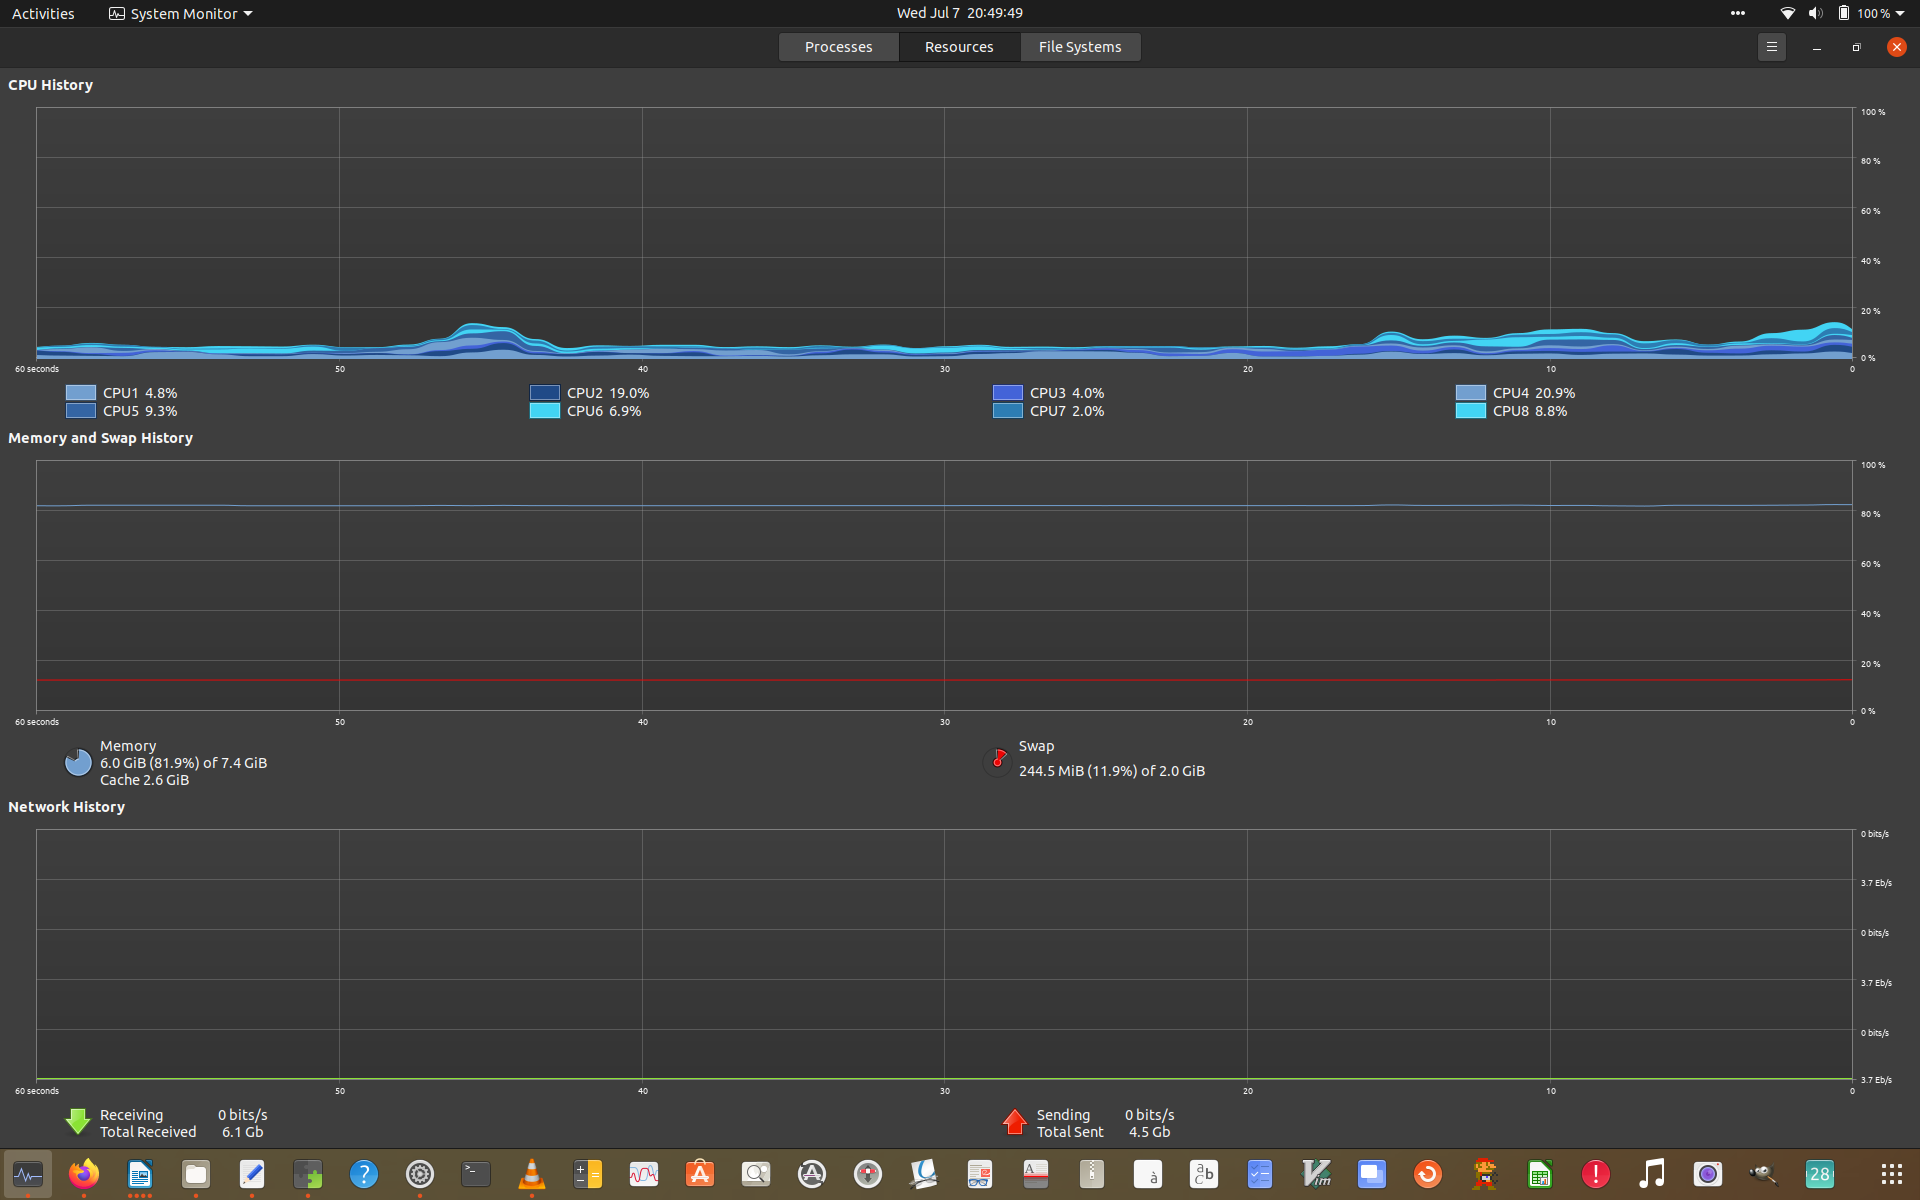 Activities
System Monitor
Wed Jul 7 20:49:49
100 %
Processes
Resources
File Systems
CPU History
100 %
80 %
60 %
40 %
20 %
0 %
60 seconds 50 40 30 20 10 0
CPU1 4.8% CPU2 19.0% CPU3 4.0% CPU4 20.9%
CPU5 9.3% CPU6 6.9% CPU7 2.0% CPU8 8.8%
Memory and Swap History
100 %
80 %
60 %
40 %
20 %
0 %
60 seconds 50 40 30 20 10 0
Memory
6.0 GiB (81.9%) of 7.4 GiB
Cache 2.6 GiB
Swap
244.5 MiB (11.9%) of 2.0 GiB
Network History
0 bits/s
3.7 Eb/s
0 bits/s
3.7 Eb/s
0 bits/s
3.7 Eb/s
60 seconds 50 40 30 20 10 0
Receiving 0 bits/s
Total Received 6.1 Gb
Sending 0 bits/s
Total Sent 4.5 Gb
?
>_
A
à
a b c
Vim
!
28